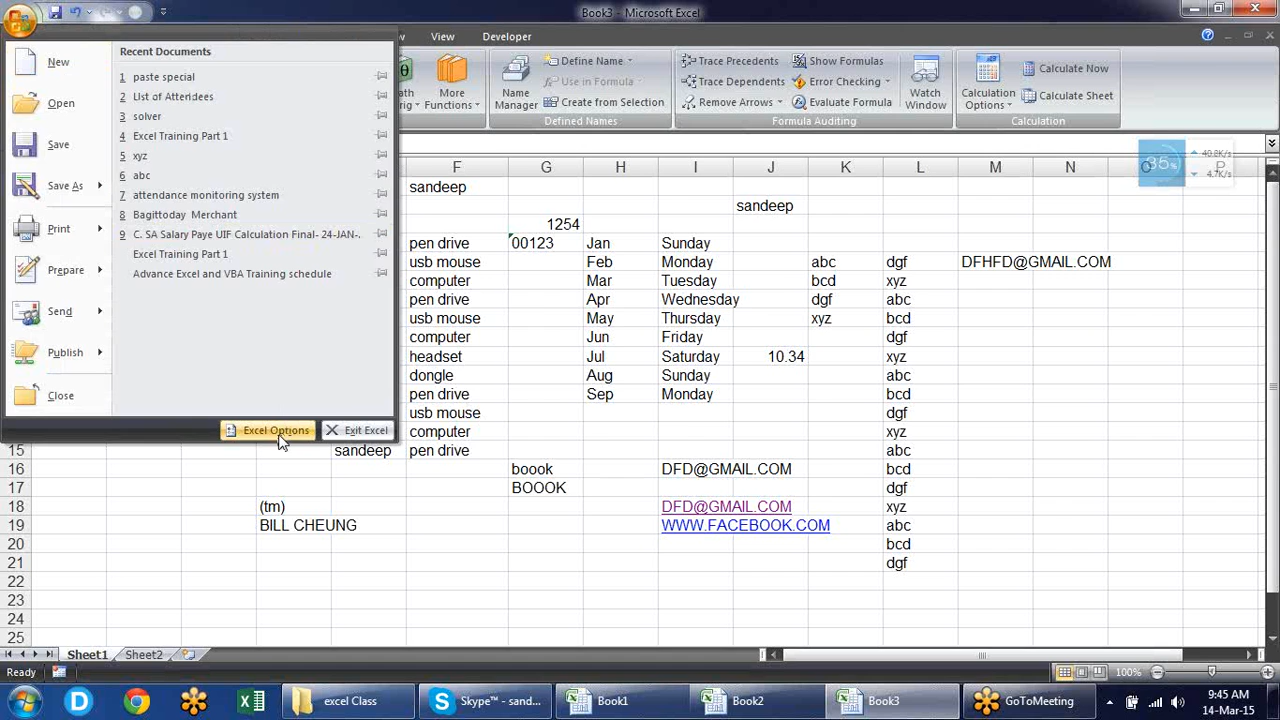 Book3 - Microsoft Excel
View Developer
Recent Documents
New
Open
Save
Save As
Print
Prepare
Send
Publish
Close
1 paste special
2 List of Attendees
3 solver
4 Excel Training Part 1
5 xyz
6 abc
7 attendance monitoring system
8 Bagittoday Merchant
9 C. SA Salary Paye UIF Calculation Final- 24-JAN-.
Excel Training Part 1
Advance Excel and VBA Training schedule
Excel Options Exit Excel
More Functions
Name Manager
Define Name
Use in Formula
Create from Selection
Defined Names
Trace Precedents
Trace Dependents
Remove Arrows
Show Formulas
Error Checking
Evaluate Formula
Formula Auditing
Watch Window
Calculation Options
Calculate Now
Calculate Sheet
Calculation
35%
40.8K/s
4.7K/s
F G H I J K L M N
sandeep
sandeep
1254
pen drive 00123 Jan Sunday
usb mouse Feb Monday abc dgf DFHFD@GMAIL.COM
computer Mar Tuesday bcd xyz
pen drive Apr Wednesday dgf abc
usb mouse May Thursday xyz bcd
computer Jun Friday dgf
headset Jul Saturday 10.34 xyz
dongle Aug Sunday abc
pen drive Sep Monday bcd
usb mouse dgf
computer xyz
15 sandeep pen drive abc
16 boook DFD@GMAIL.COM bcd
17 BOOOK dgf
18 (tm) DFD@GMAIL.COM xyz
19 BILL CHEUNG WWW.FACEBOOK.COM abc
20 bcd
21 dgf
22
23
24
25
Sheet1 Sheet2
Ready 100%
excel Class
Skype™ - sand...
Book1
Book2
Book3
GoToMeeting
9:45 AM
14-Mar-15